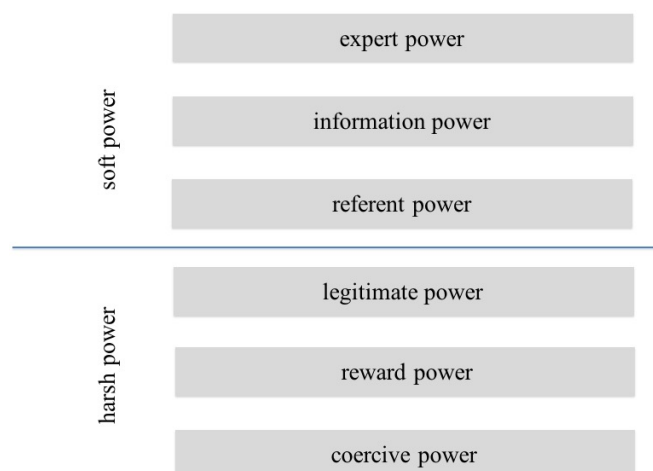 soft power
expert power
information power
referent power
harsh power
legitimate power
reward power
coercive power